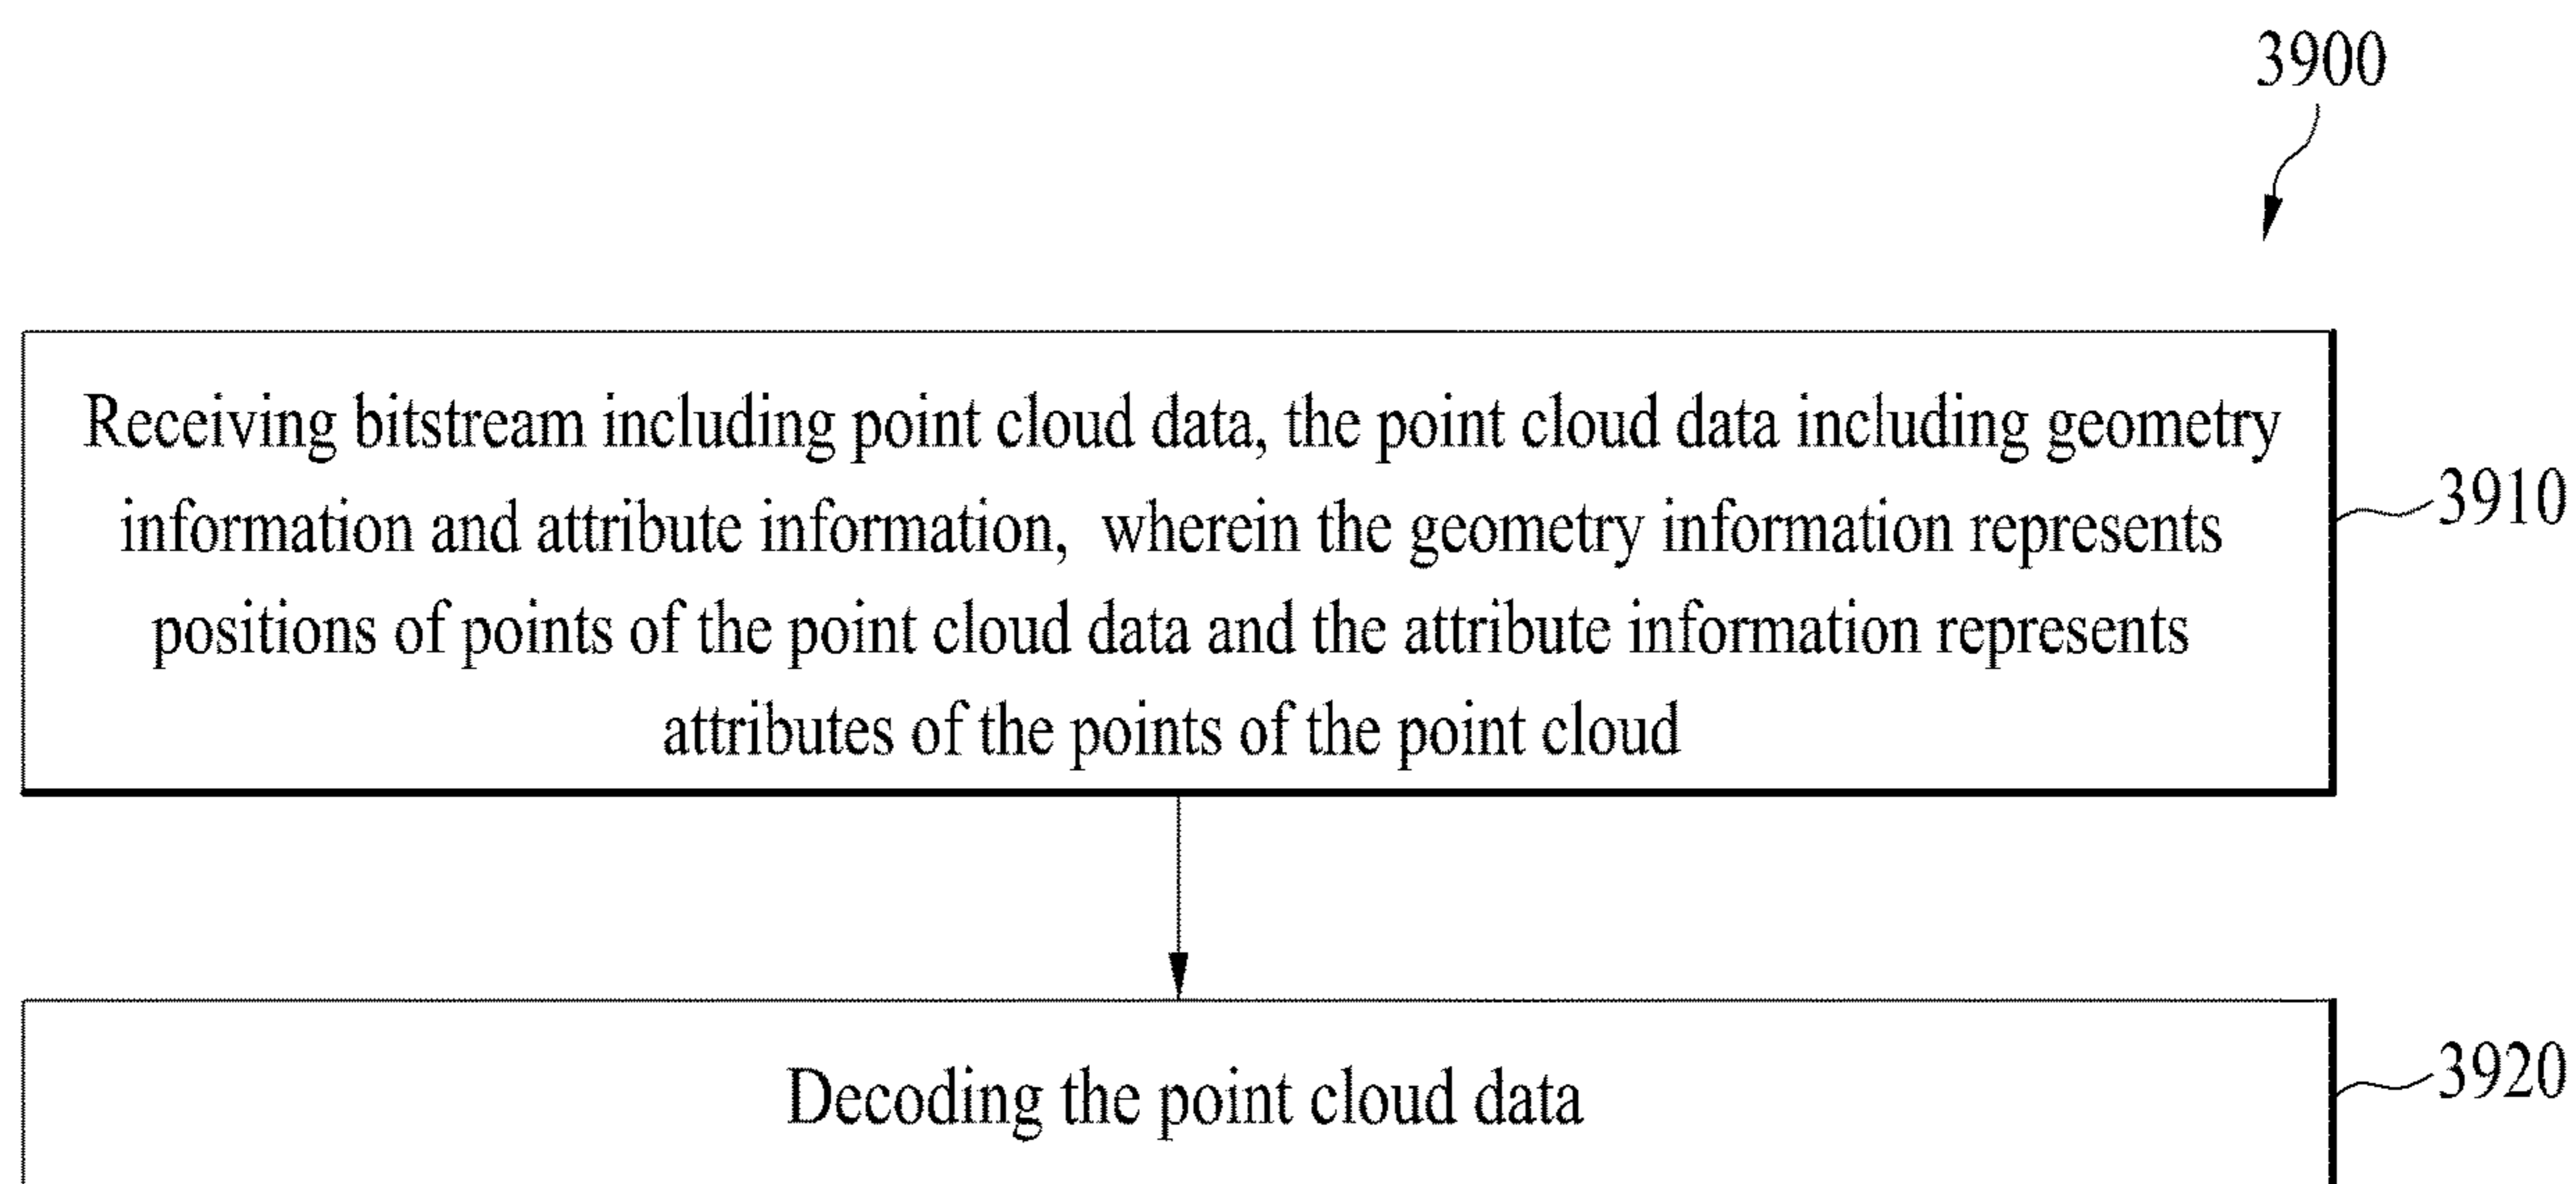 3900
Receiving bitstream including point cloud data, the point cloud data including geometry
information and attribute information, wherein the geometry information represents
positions of points of the point cloud data and the attribute information represents
attributes of the points of the point cloud
3910
Decoding the point cloud data
3920